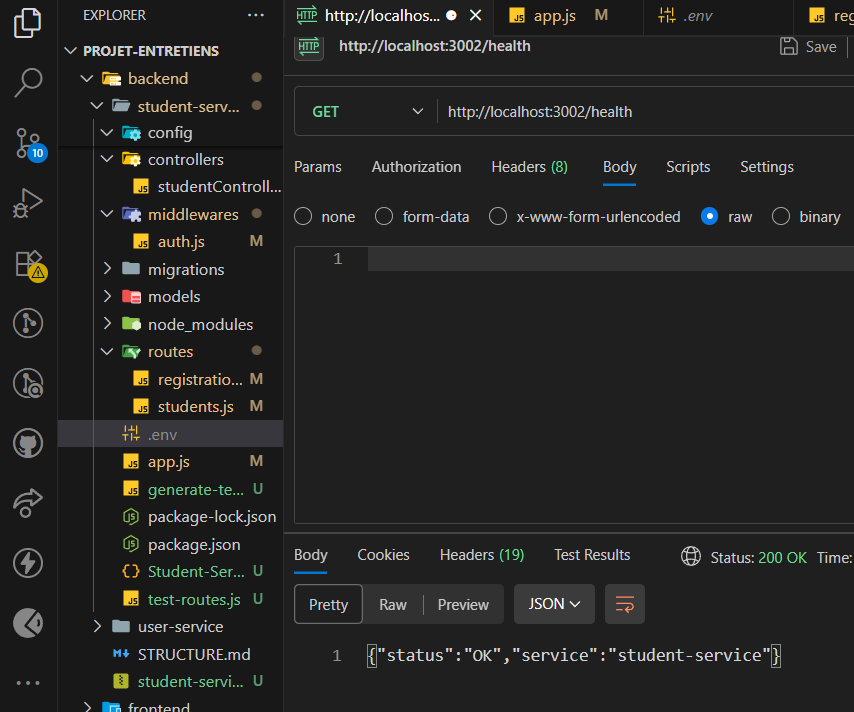 EXPLORER
PROJET-ENTRETIENS
backend
student-serv...
config
controllers
studentControll...
middlewares
auth.js M
migrations
models
node_modules
routes
registratio... M
students.js M
.env
app.js M
generate-te... U
package-lock.json
package.json
Student-Ser... U
test-routes.js U
user-service
STRUCTURE.md
student-servi... U
frontend
10
HTTP http://localhos... JS app.js M .env JS reg
HTTP http://localhost:3002/health Save
GET http://localhost:3002/health
Params Authorization Headers (8) Body Scripts Settings
none form-data x-www-form-urlencoded raw binary
1
Body Cookies Headers (19) Test Results Status: 200 OK Time:
Pretty Raw Preview JSON
1 {"status":"OK","service":"student-service"}